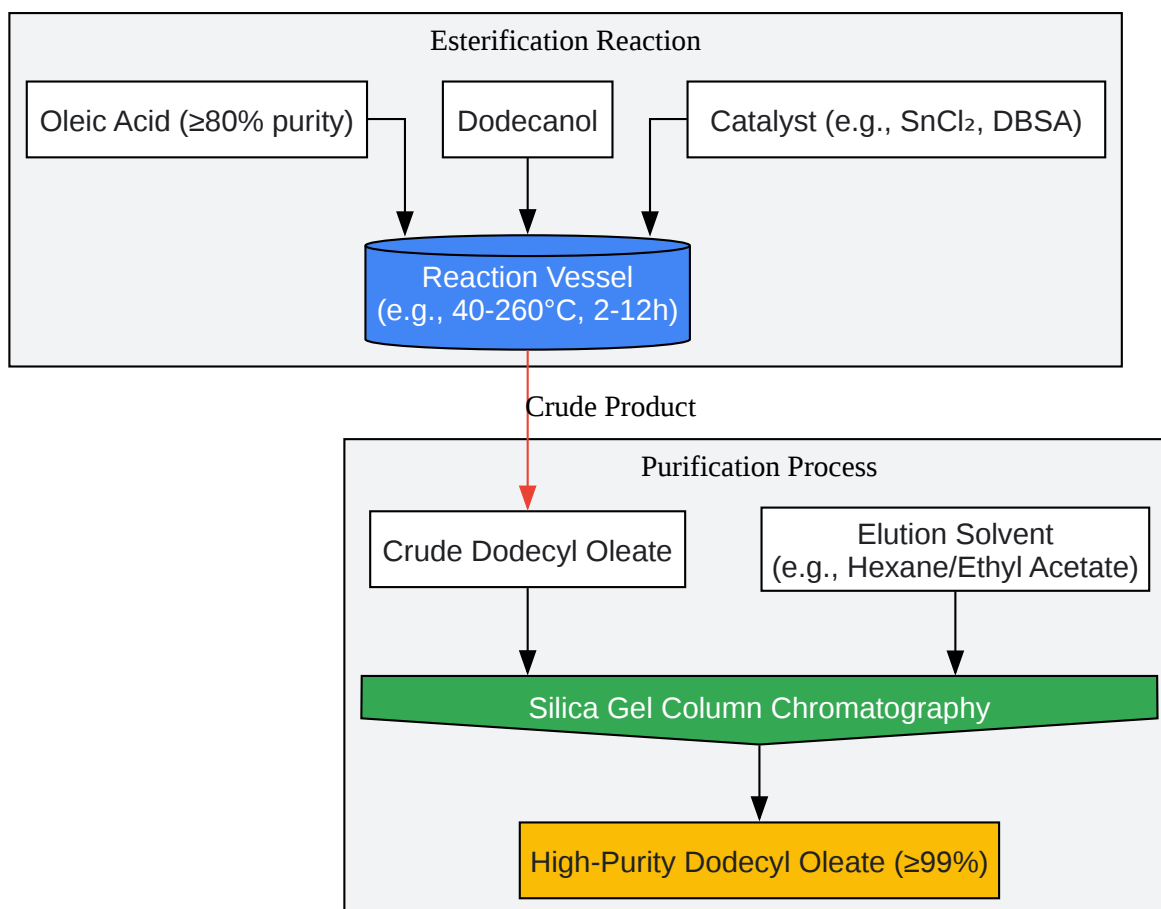 Esterification Reaction
Oleic Acid (≥80% purity)
Dodecanol
Catalyst (e.g., SnCl₂, DBSA)
Reaction Vessel
(e.g., 40-260°C, 2-12h)
Crude Product
Purification Process
Crude Dodecyl Oleate
Elution Solvent
(e.g., Hexane/Ethyl Acetate)
Silica Gel Column Chromatography
High-Purity Dodecyl Oleate (≥99%)